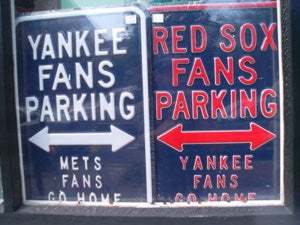 YANKEE
FANS
PARKING
METS
FANS
GO HOME
RED SOX
FANS
PARKING
YANKEE
FANS
GO HOME